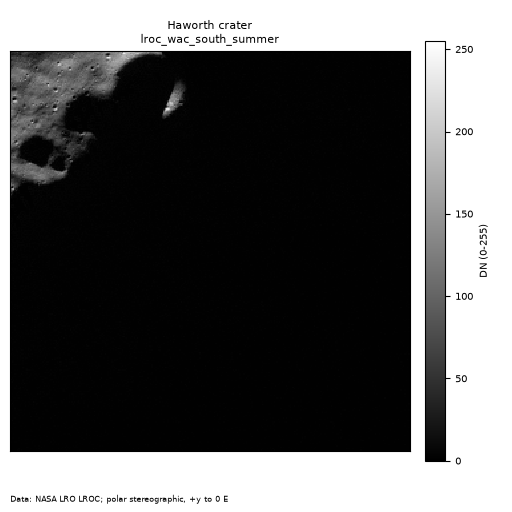 Haworth crater
lroc_wac_south_summer
250
200
150
100
50
0
DN (0-255)
Data: NASA LRO LROC; polar stereographic, +y to 0 E